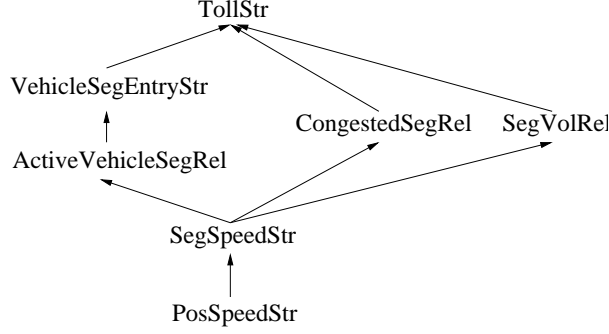 TollStr
VehicleSegEntryStr
CongestedSegRel
SegVolRel
ActiveVehicleSegRel
SegSpeedStr
PosSpeedStr